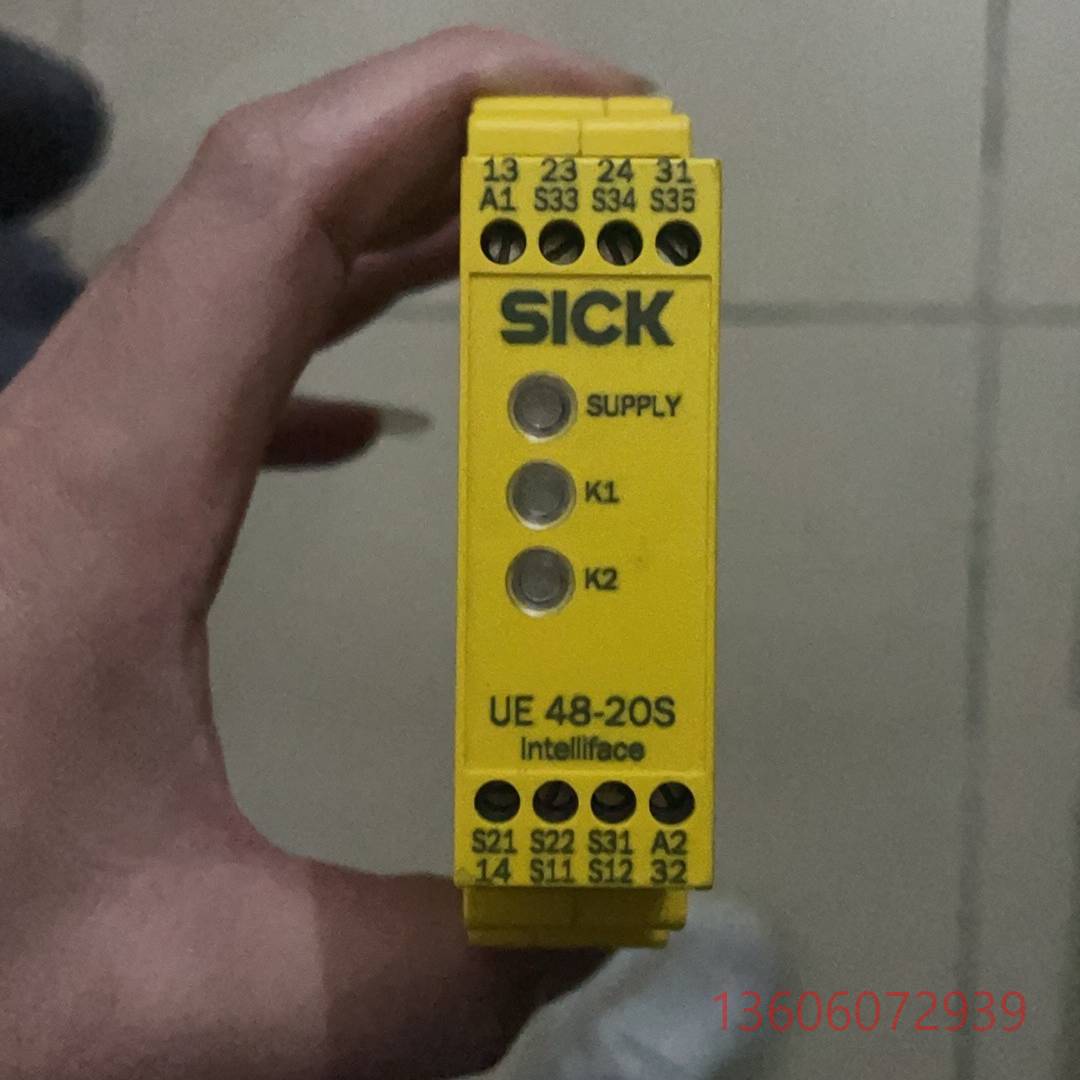 13 23 24 31
A1 S33 S34 S35
SICK
SUPPLY
K1
K2
UE 48-20S
Intelliface
S21 S22 S31 A2
14 S11 S12 32
13606072939